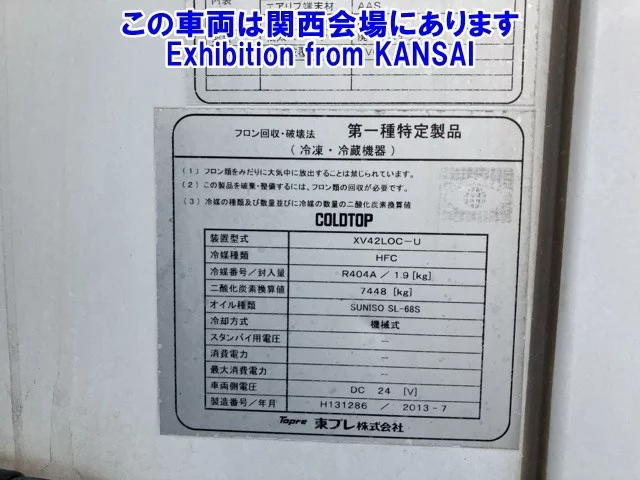 内装 エアリブ端末材 AAS
この車両は関西会場にあります
Exhibition from KANSAI
フロン回収・破壊法 第一種特定製品
（冷凍・冷蔵機器）
（1）フロン類をみだりに大気中に放出することは禁じられています。
（2）この製品を廃棄・整備するには、フロン類の回収が必要です。
（3）冷媒の種類及び数量並びに冷媒の数量の二酸化炭素換算値
COLDTOP
装置型式 XV42LOC-U
冷媒種類 HFC
冷媒番号／封入量 R404A ／ 1.9 [kg]
二酸化炭素換算値 7448 [kg]
オイル種類 SUNISO SL-68S
冷却方式 機械式
スタンバイ用電圧 －
消費電力 －
最大消費電力 －
車両側電圧 DC 24 [V]
製造番号／年月 H131286 ／ 2013-7
Topre 東プレ株式会社